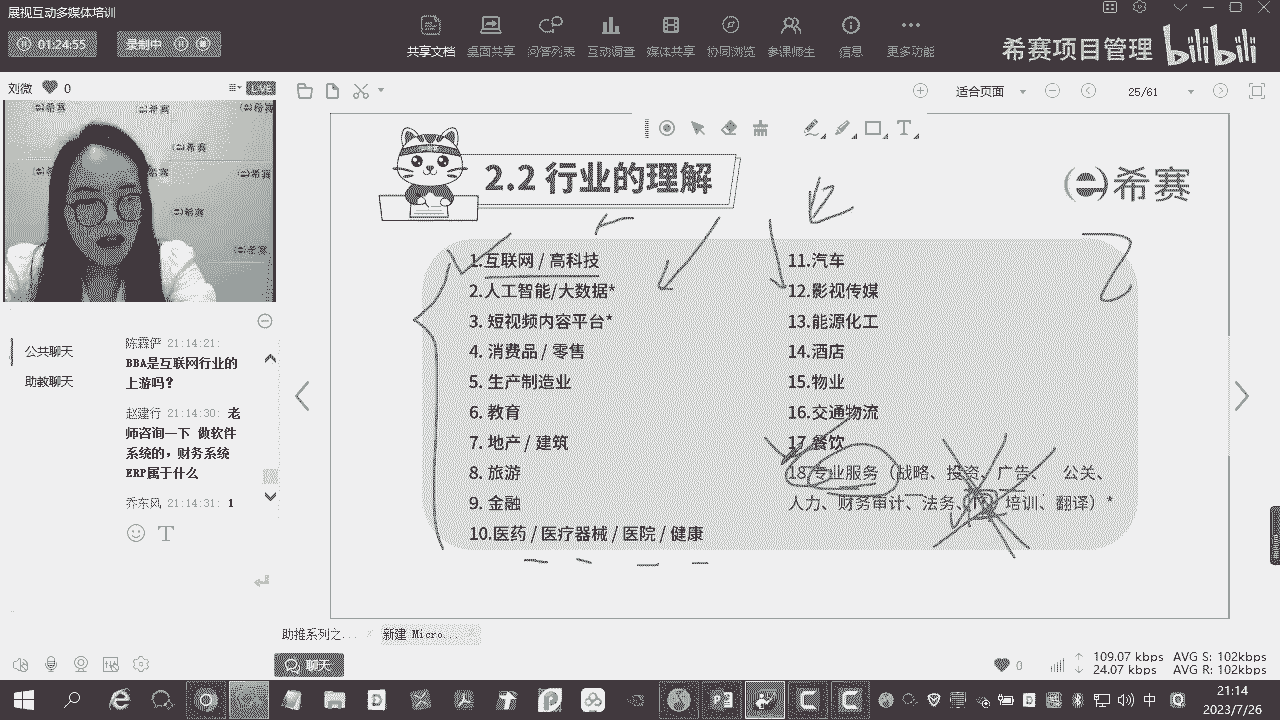 展视互动多媒体培训
01:24:55
录制中
共享文档
桌面共享
问答列表
互动调查
媒体共享
协同浏览
参课师生
信息
更多功能
希赛项目管理 bilibili
刘微 0
LIVE
适合页面
25/61
2.2 行业的理解
希赛
1.互联网 / 高科技
2.人工智能/大数据*
3. 短视频内容平台*
4. 消费品 / 零售
5. 生产制造业
6. 教育
7. 地产 / 建筑
8. 旅游
9. 金融
10.医药 / 医疗器械 / 医院 / 健康
11.汽车
12.影视传媒
13.能源化工
14.酒店
15.物业
16.交通物流
17.餐饮
18.专业服务（战略、投资、广告、 公关、
人力、财务审计、法务、 培训、翻译）*
公共聊天
助教聊天
陈霖俨 21:14:21:
BBA是互联网行业的
上游吗？
赵建行 21:14:30: 老
师咨询一下 做软件
系统的，财务系统
ERP属于什么
乔东风 21:14:31: 1
助推系列之...
新建 Micro...
聊天
0
109.07 kbps AVG S: 102kbps
24.07 kbps AVG R: 102kbps
中
21:14
2023/7/26